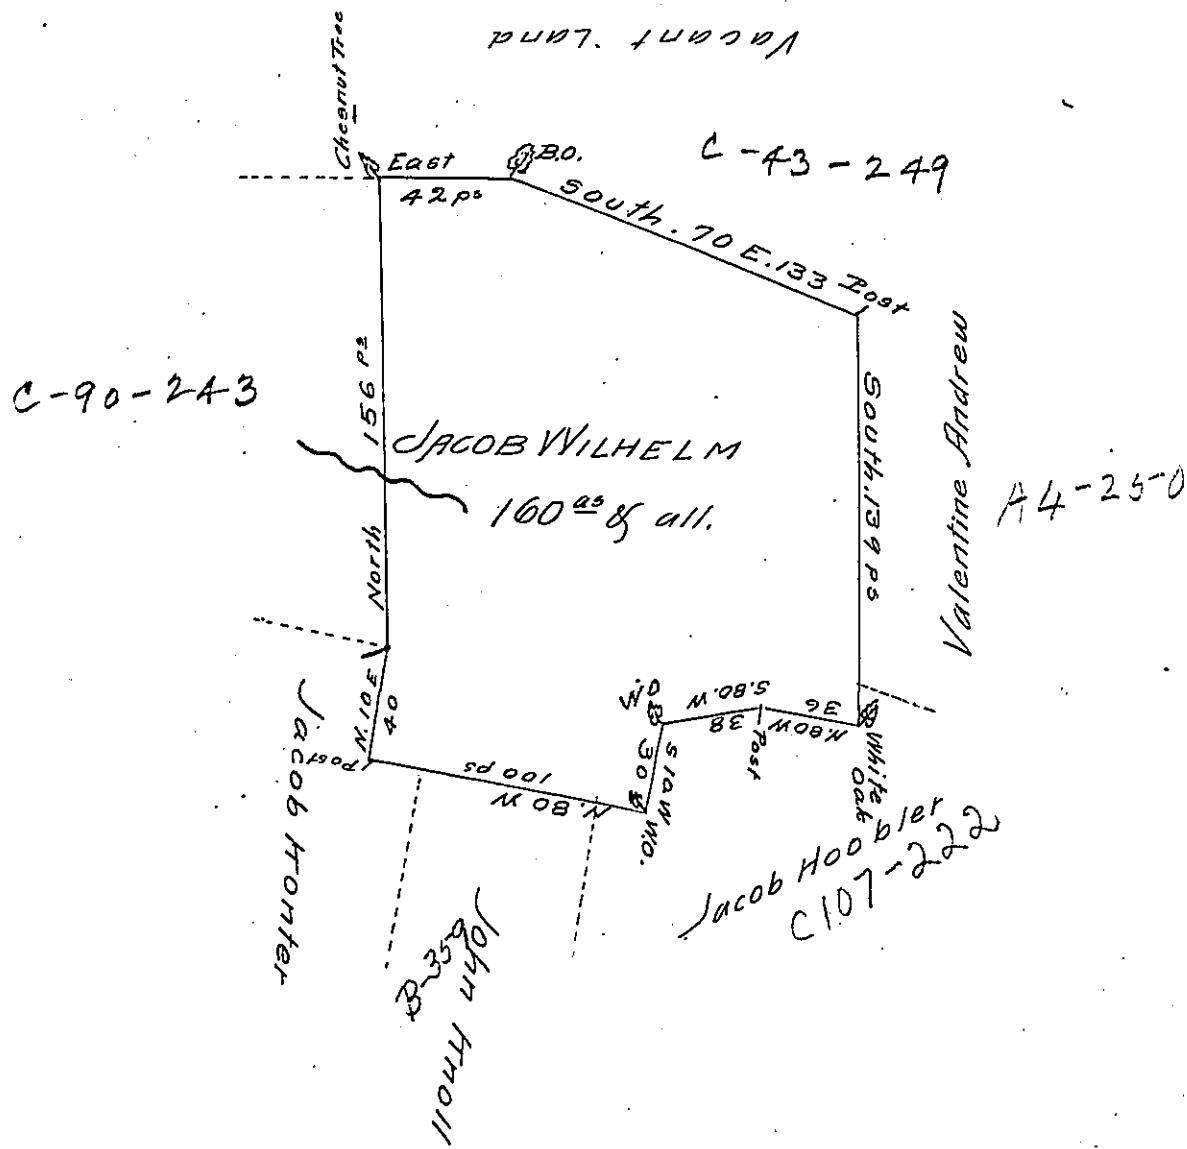 Vacant Land
Chesnut Tree
East
42 ps
B.O.
C-43-249
South. 70 E. 133
Post
C-90-243
156 ps
North
JACOB WILHELM
160 as & all.
South. 139 ps
Valentine Andrew
A4-250
N. 10 E
40
Post
N. 80 W
100 ps
W.O.
S 10 W
30
W.O.
S. 80. W
38
Post
N. 80 W
36
White
Oak
Jacob Hoobler
C107-222
Jacob Kronter
B-359
John Knoll